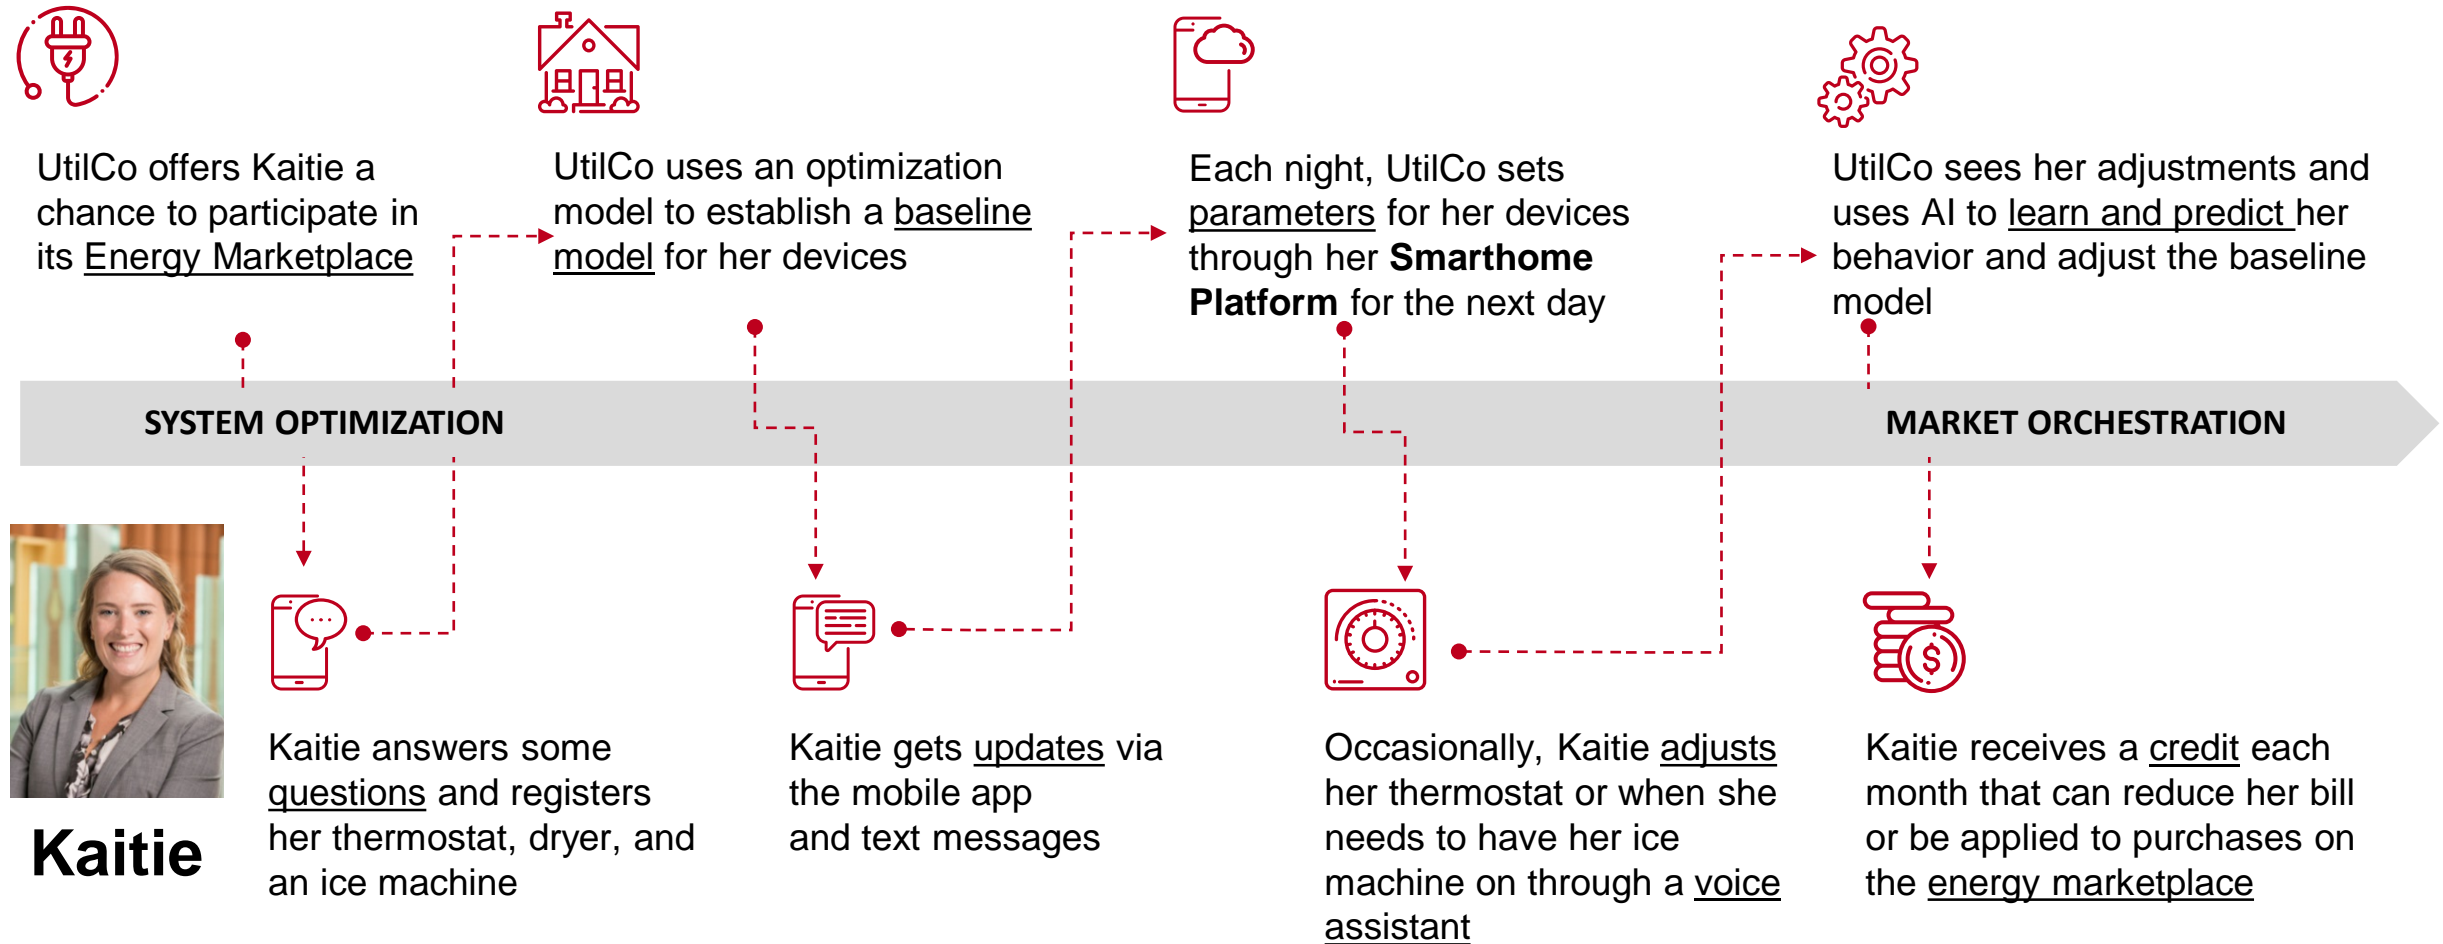 UtilCo offers Kaitie a
chance to participate in
its Energy Marketplace
UtilCo uses an optimization
model to establish a baseline
model for her devices
Each night, UtilCo sets
parameters for her devices
through her Smarthome
Platform for the next day
UtilCo sees her adjustments and
uses AI to learn and predict her
behavior and adjust the baseline
model
SYSTEM OPTIMIZATION
MARKET ORCHESTRATION
Kaitie
Kaitie answers some
questions and registers
her thermostat, dryer, and
an ice machine
Kaitie gets updates via
the mobile app
and text messages
Occasionally, Kaitie adjusts
her thermostat or when she
needs to have her ice
machine on through a voice
assistant
Kaitie receives a credit each
month that can reduce her bill
or be applied to purchases on
the energy marketplace